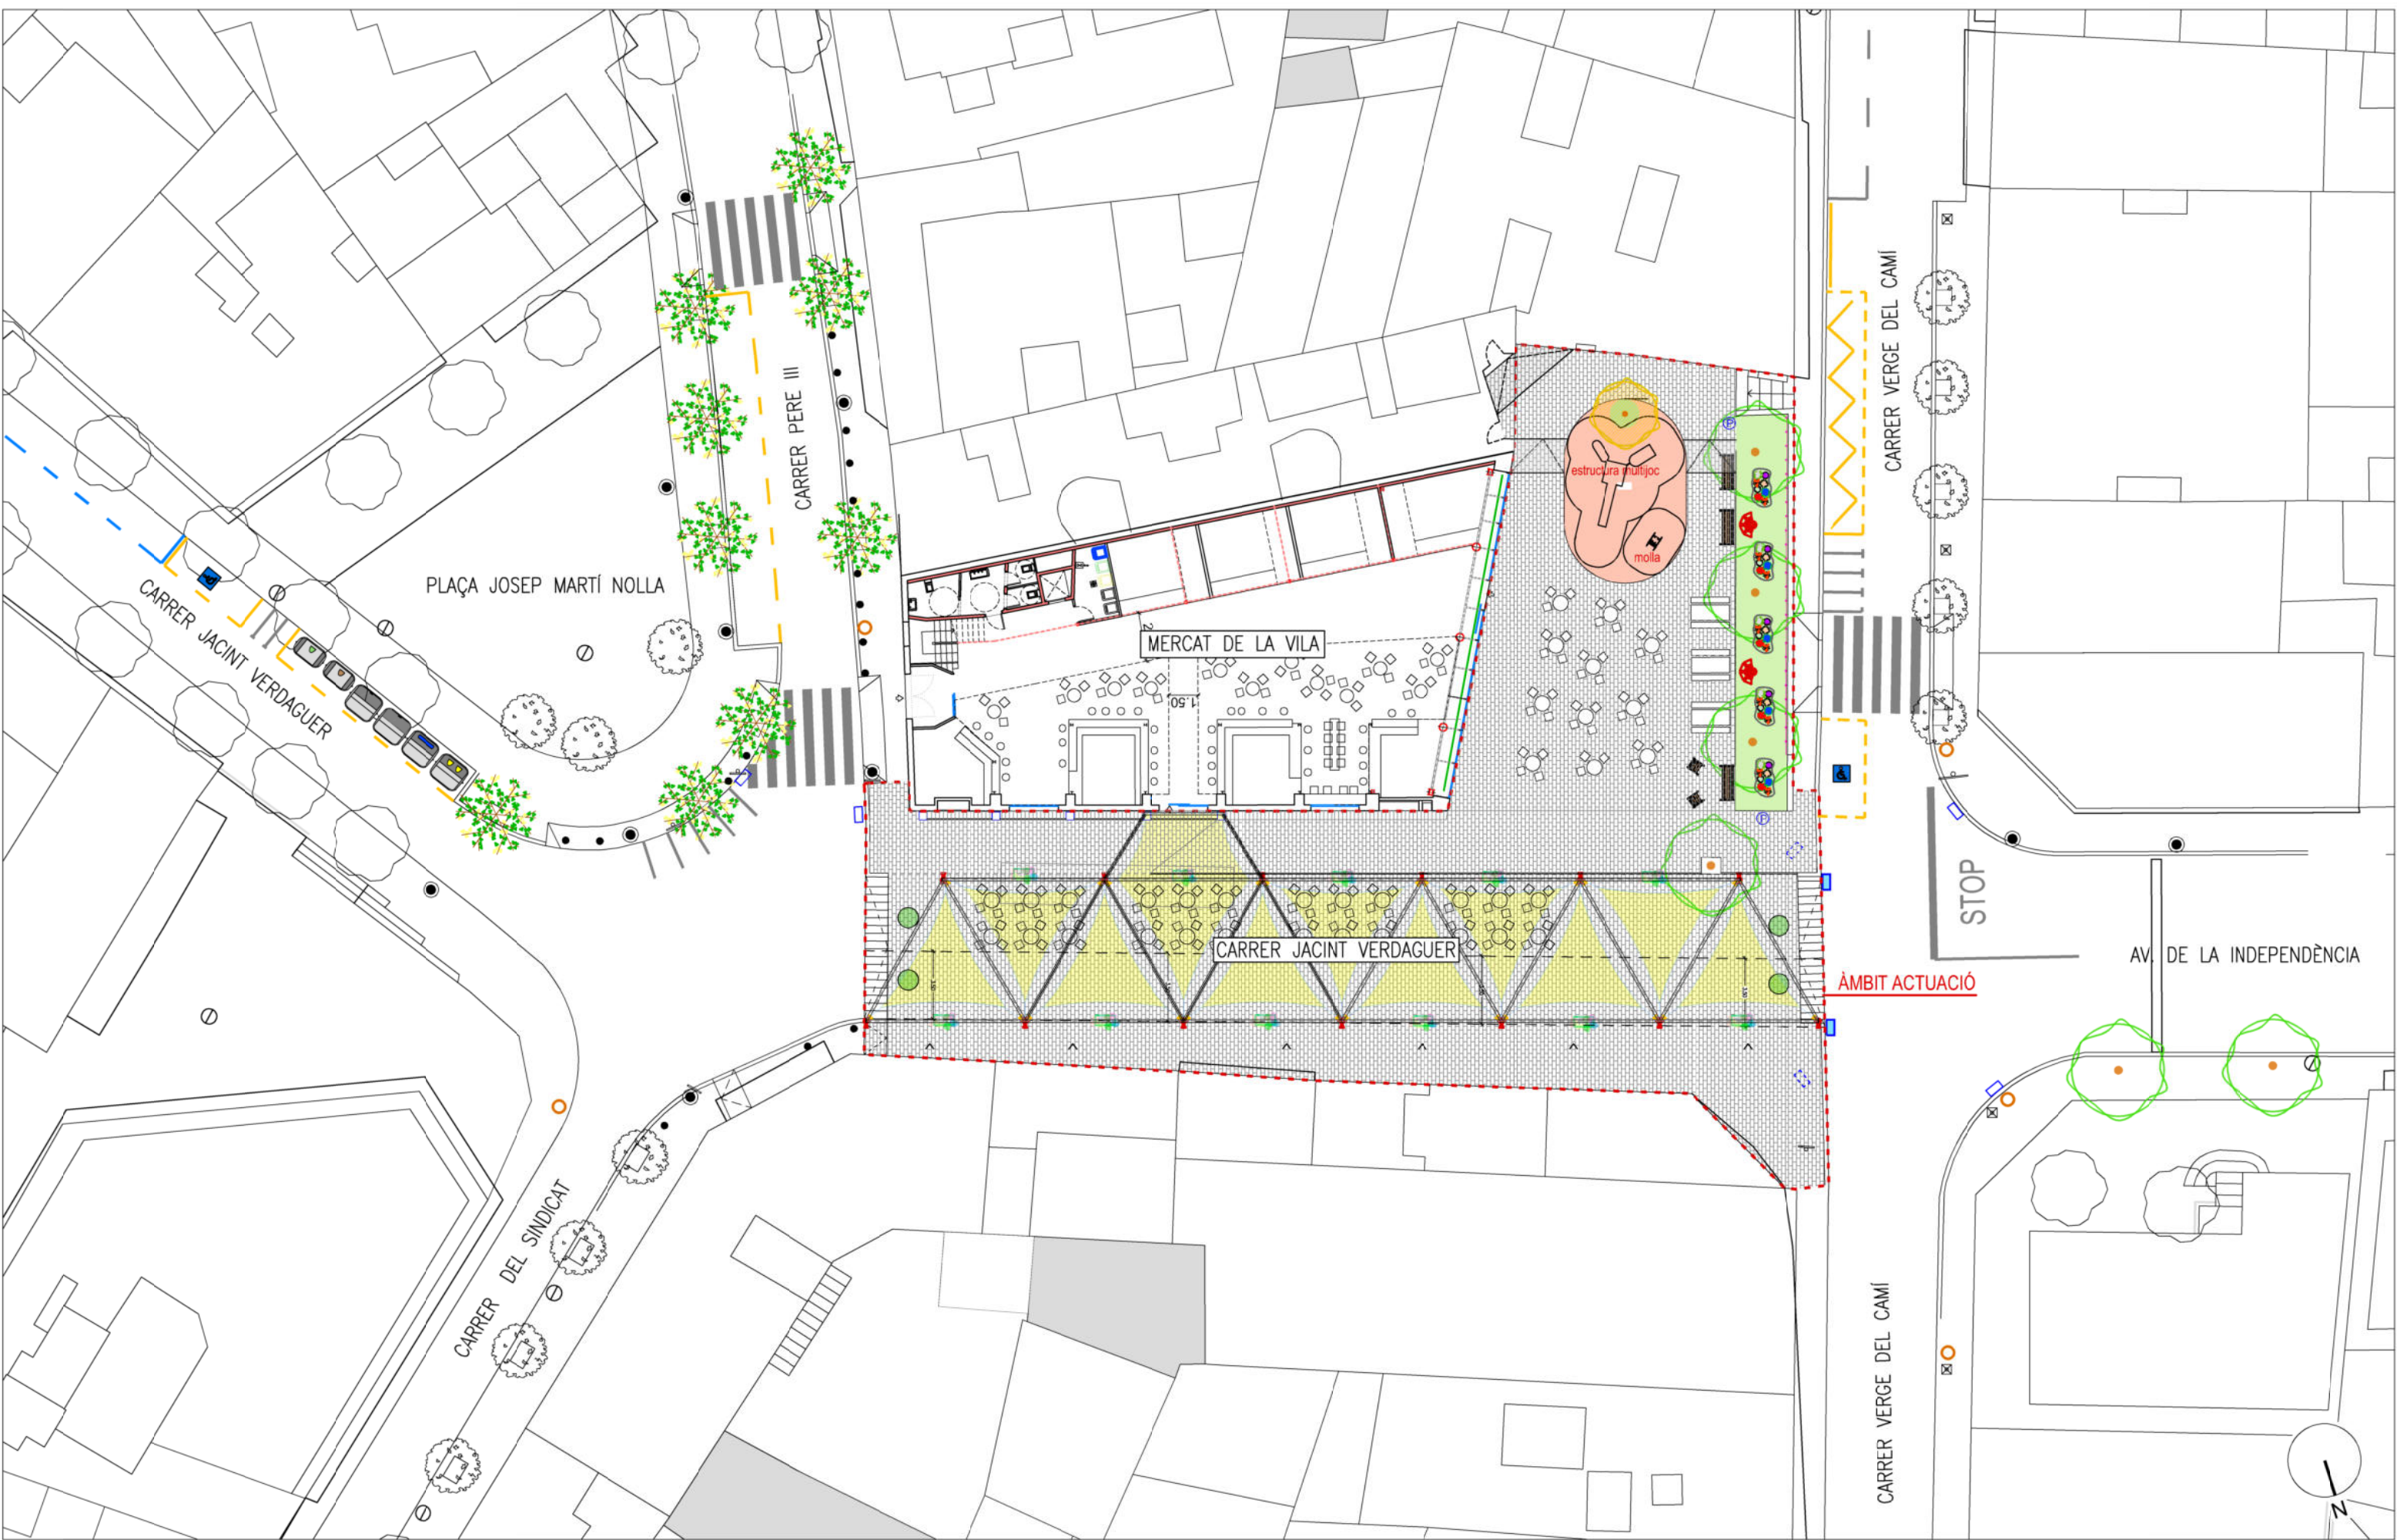 CARRER VERGE DEL CAMÍ
CARRER PERE III
estructura multijoc
molla
PLAÇA JOSEP MARTÍ NOLLA
CARRER JACINT VERDAGUER
MERCAT DE LA VILA
1.50
P
P
STOP
CARRER JACINT VERDAGUER
AV. DE LA INDEPENDÈNCIA
ÀMBIT ACTUACIÓ
CARRER DEL SINDICAT
CARRER VERGE DEL CAMÍ
N